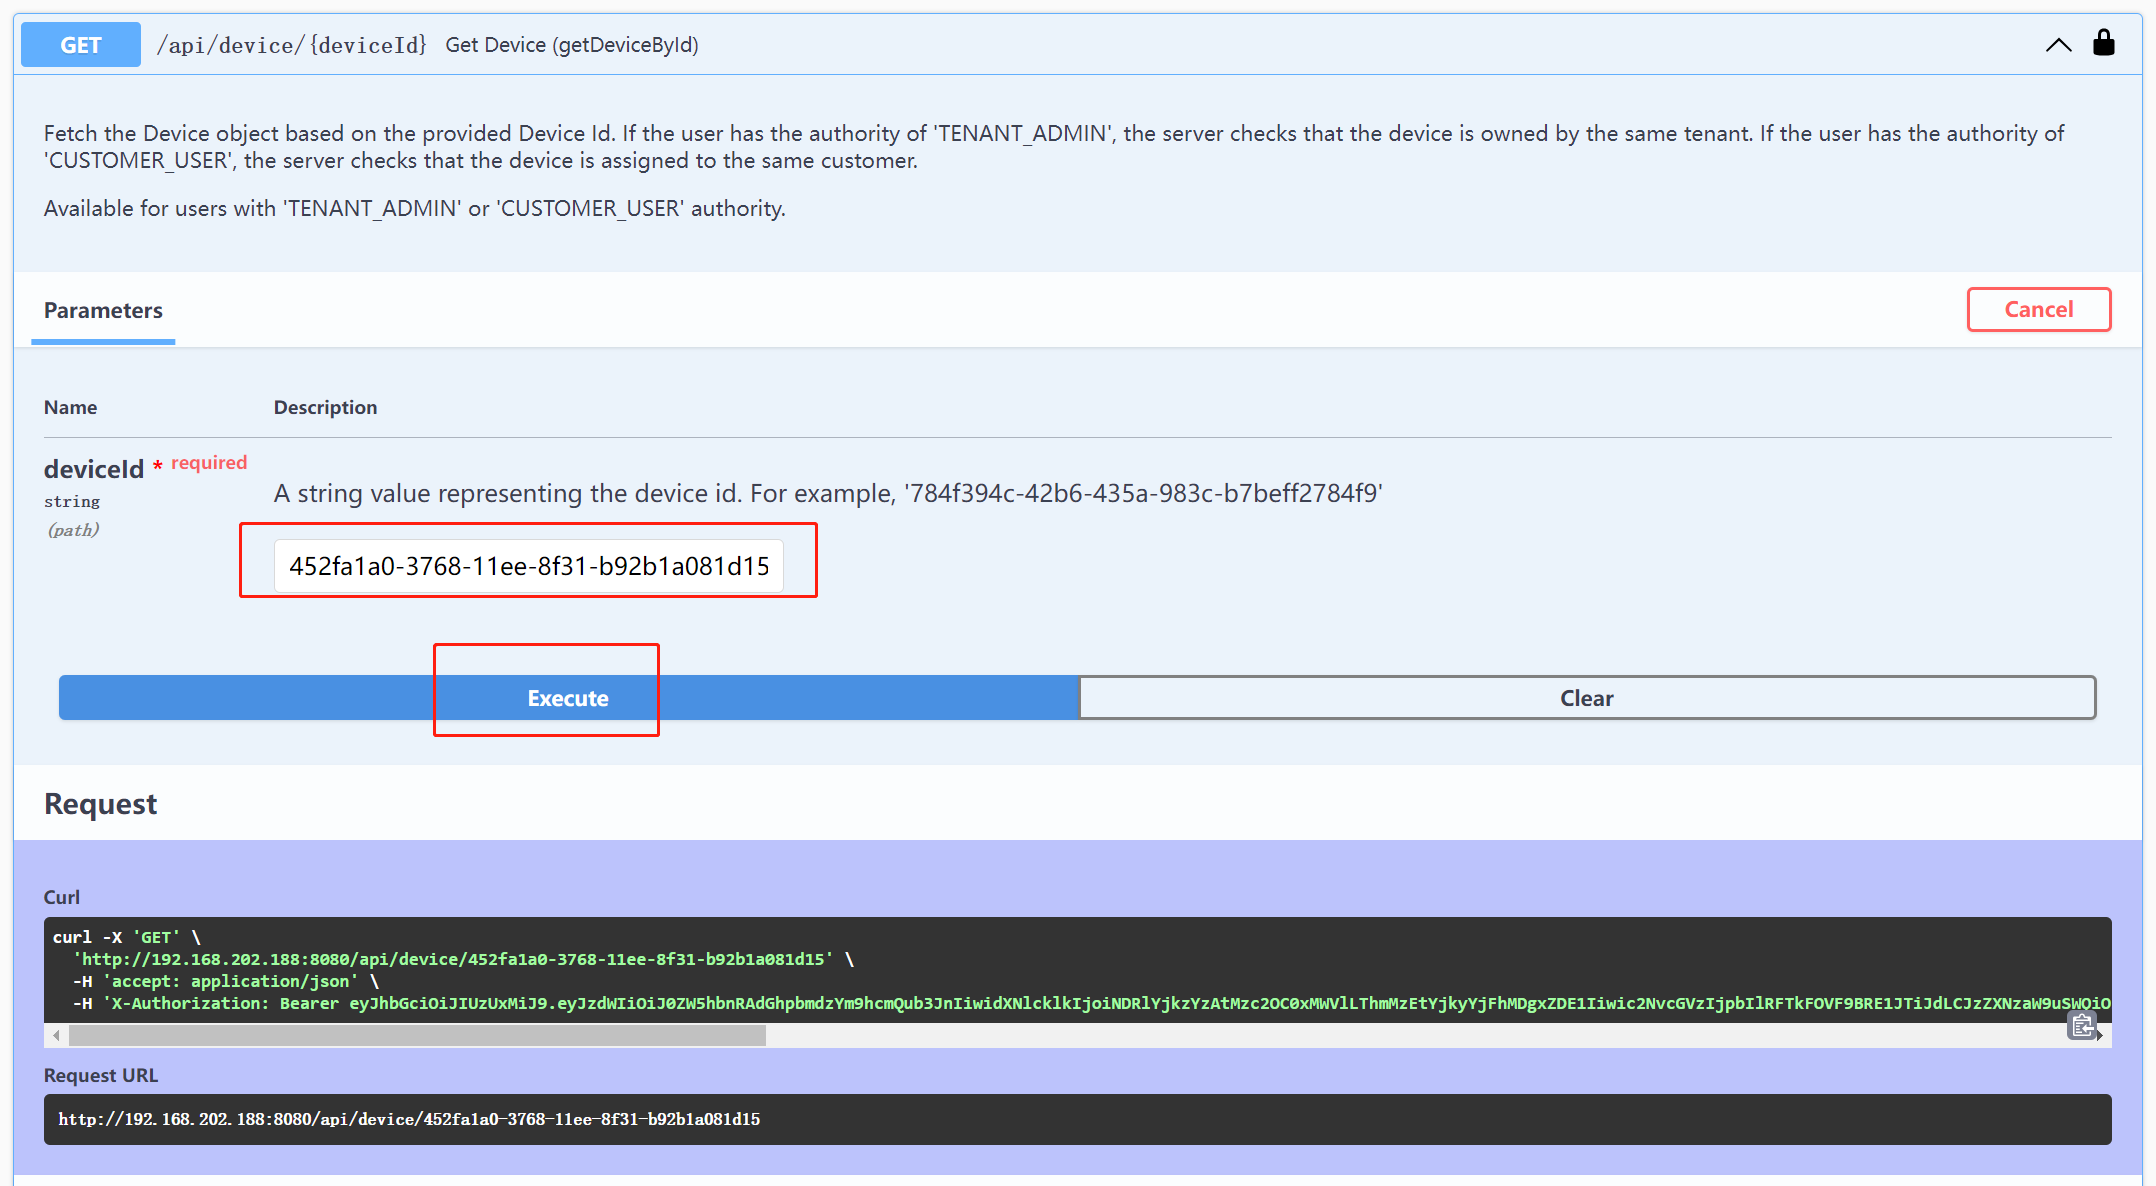 GET /api/device/{deviceId} Get Device (getDeviceById)
Fetch the Device object based on the provided Device Id. If the user has the authority of 'TENANT_ADMIN', the server checks that the device is owned by the same tenant. If the user has the authority of
'CUSTOMER_USER', the server checks that the device is assigned to the same customer.
Available for users with 'TENANT_ADMIN' or 'CUSTOMER_USER' authority.
Parameters
Cancel
Name Description
deviceId * required
string
(path)
A string value representing the device id. For example, '784f394c-42b6-435a-983c-b7beff2784f9'
452fa1a0-3768-11ee-8f31-b92b1a081d15
Execute
Clear
Request
Curl
curl -X 'GET' \
'http://192.168.202.188:8080/api/device/452fa1a0-3768-11ee-8f31-b92b1a081d15' \
-H 'accept: application/json' \
-H 'X-Authorization: Bearer eyJhbGciOiJIUzUxMiJ9.eyJzdWIiOiJ0ZW5hbnRAdGhpbmdzYm9hcmQub3JnIiwidXNlcklkIjoiNDRlYjkzYzAtMzc2OC0xMWVlLThmMzEtYjkyYjFhMDgxZDE1Iiwic2NvcGVzIjpbIlRFTkFOVF9BRE1JTiJdLCJzZXNzaW9uSWQiO
Request URL
http://192.168.202.188:8080/api/device/452fa1a0-3768-11ee-8f31-b92b1a081d15